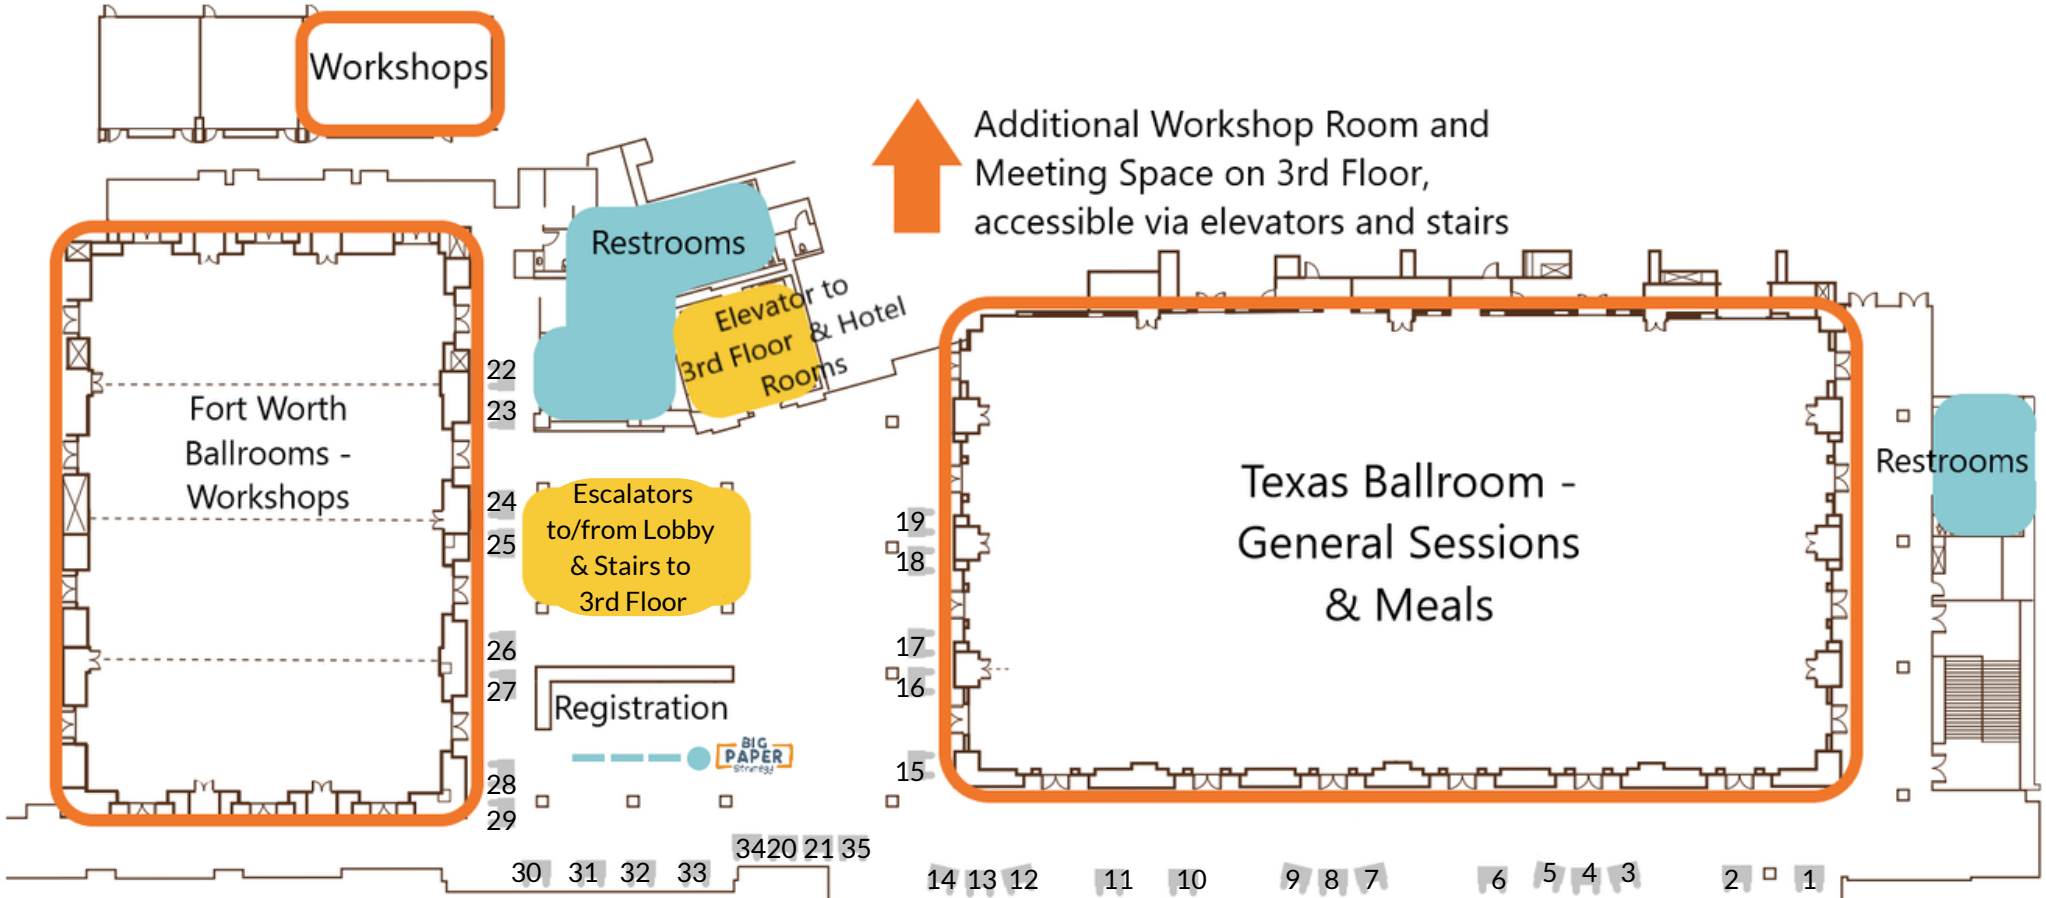 Workshops
Additional Workshop Room and
Meeting Space on 3rd Floor,
accessible via elevators and stairs
Restrooms
Elevator to
3rd Floor & Hotel
Rooms
22
23
Fort Worth
Ballrooms -
Workshops
24
25
Escalators
to/from Lobby
& Stairs to
3rd Floor
19
18
Texas Ballroom -
General Sessions
& Meals
Restrooms
26
27
Registration
BIG
PAPER
Strategy
17
16
15
28
29
30 31 32 33
34 20 21 35
14 13 12 11 10 9 8 7 6 5 4 3 2 1